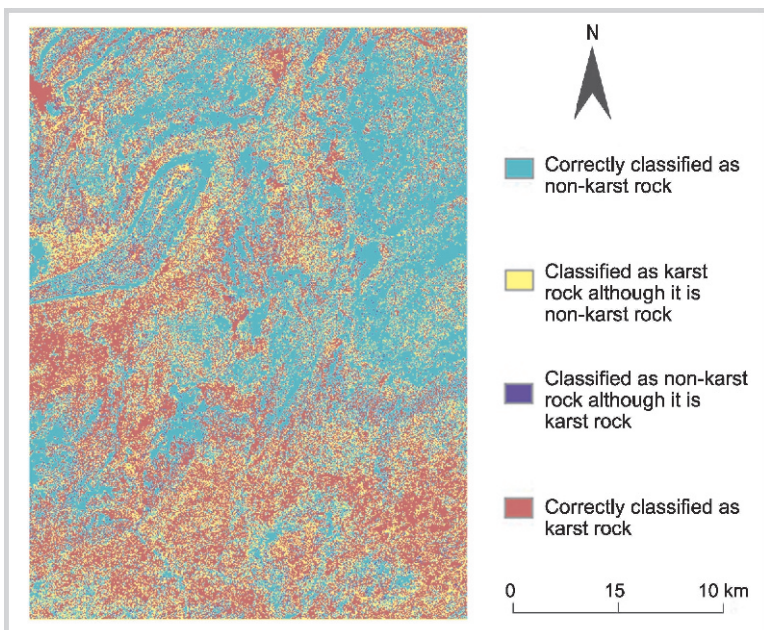 N
Correctly classified as
non-karst rock
Classified as karst
rock although it is
non-karst rock
Classified as non-karst
rock although it is
karst rock
Correctly classified as
karst rock
0 15 10 km